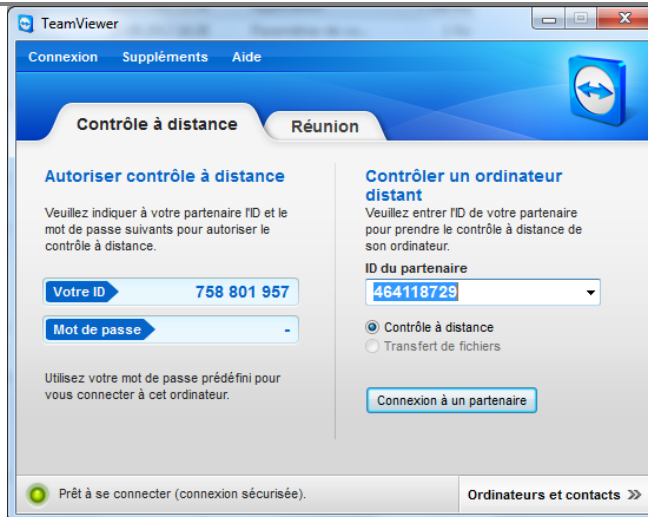 TeamViewer
Connexion Suppléments Aide
Contrôle à distance
Réunion
Autoriser contrôle à distance
Veuillez indiquer à votre partenaire l'ID et le
mot de passe suivants pour autoriser le
contrôle à distance.
Votre ID 758 801 957
Mot de passe -
Utilisez votre mot de passe prédéfini pour
vous connecter à cet ordinateur.
Contrôler un ordinateur
distant
Veuillez entrer l'ID de votre partenaire
pour prendre le contrôle à distance de
son ordinateur.
ID du partenaire
464118729
Contrôle à distance
Transfert de fichiers
Connexion à un partenaire
Prêt à se connecter (connexion sécurisée).
Ordinateurs et contacts >>